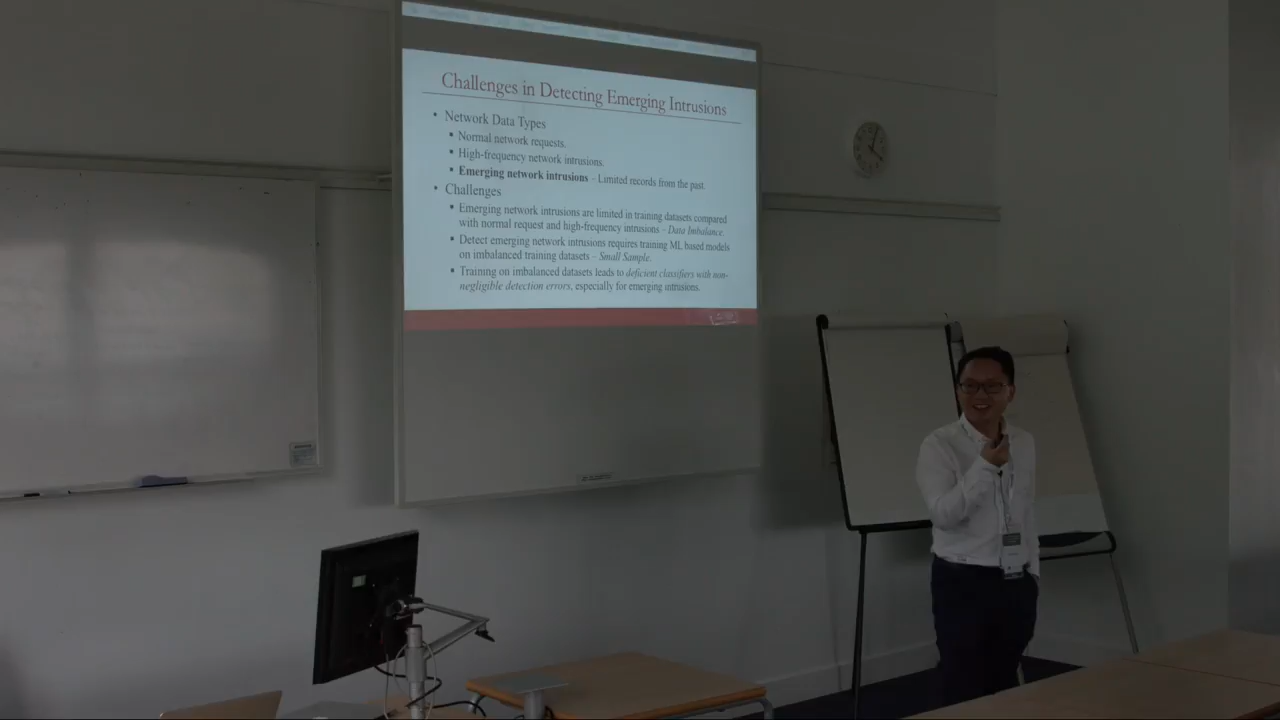 Challenges in Detecting Emerging Intrusions
• Network Data Types
▪ Normal network requests.
▪ High-frequency network intrusions.
▪ Emerging network intrusions - Limited records from the past.
• Challenges
▪ Emerging network intrusions are limited in training datasets compared
with normal request and high-frequency intrusions - Data Imbalance.
▪ Detect emerging network intrusions requires training ML based models
on imbalanced training datasets – Small Sample.
▪ Training on imbalanced datasets leads to deficient classifiers with non-
negligible detection errors, especially for emerging intrusions.